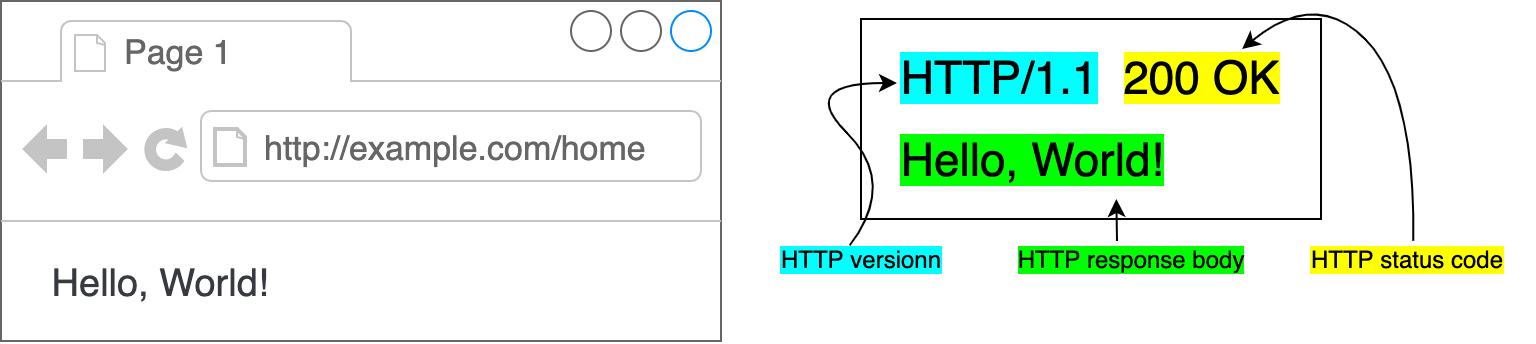 Page 1
http://example.com/home
Hello, World!
HTTP/1.1 200 OK
Hello, World!
HTTP versionn
HTTP response body
HTTP status code